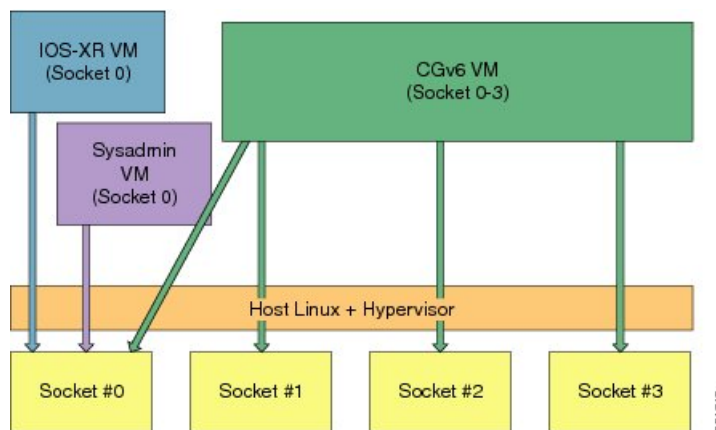 IOS-XR VM
(Socket 0)
CGv6 VM
(Socket 0-3)
Sysadmin
VM
(Socket 0)
Host Linux + Hypervisor
Socket #0
Socket #1
Socket #2
Socket #3